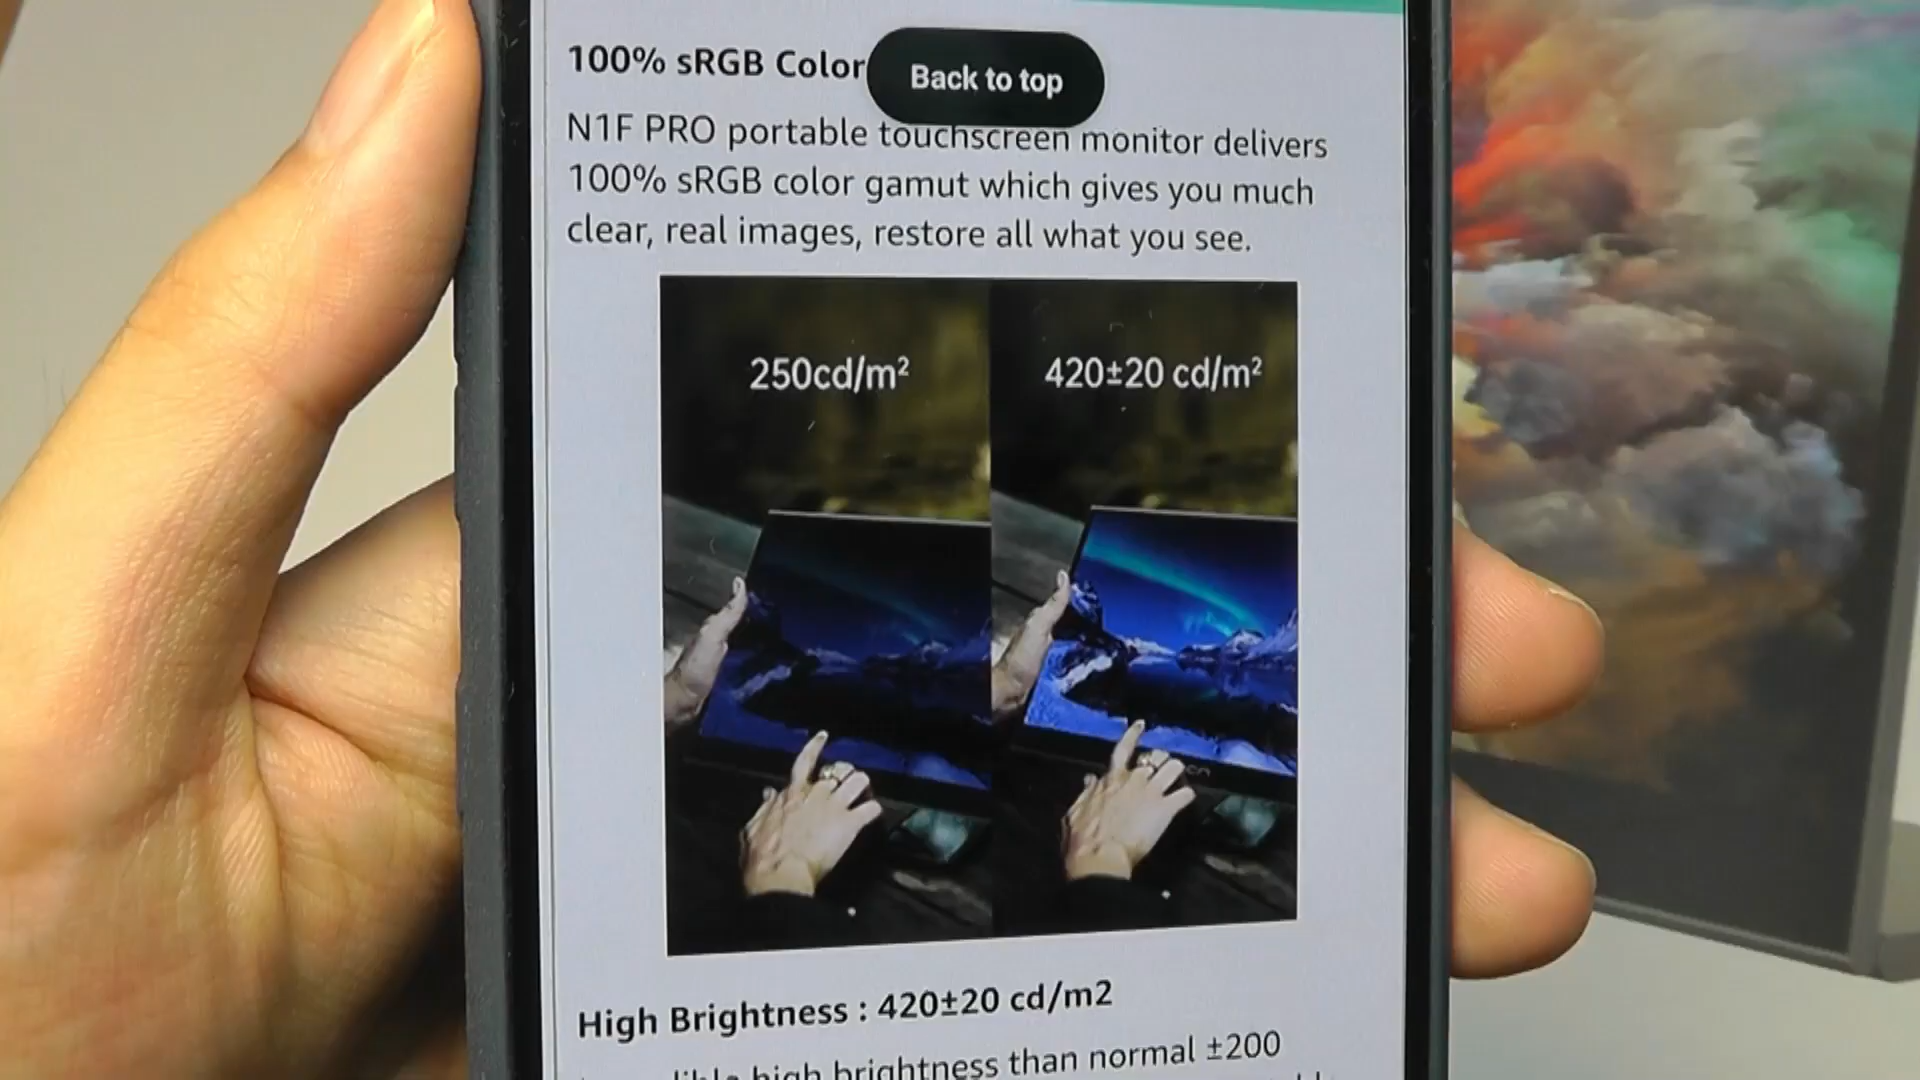 100% sRGB Color
Back to top
N1F PRO portable touchscreen monitor delivers
100% sRGB color gamut which gives you much
clear, real images, restore all what you see.
250cd/m²
420±20 cd/m²
High Brightness : 420±20 cd/m2
high brightness than normal ±200